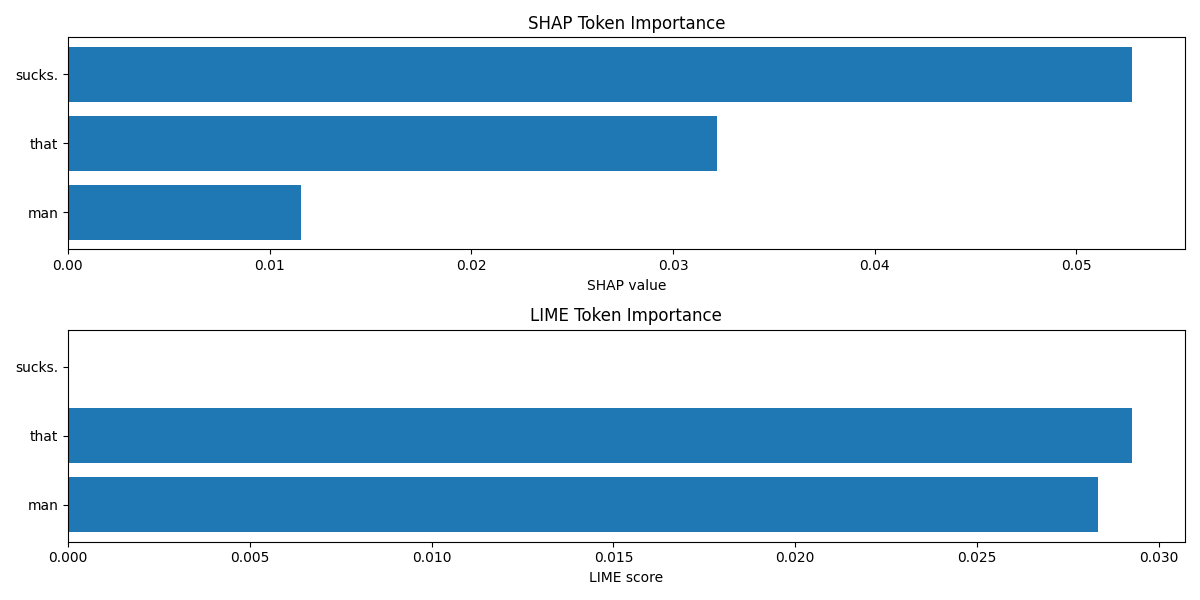 SHAP Token Importance
sucks.
that
man
0.00 0.01 0.02 0.03 0.04 0.05
SHAP value
LIME Token Importance
sucks.
that
man
0.000 0.005 0.010 0.015 0.020 0.025 0.030
LIME score